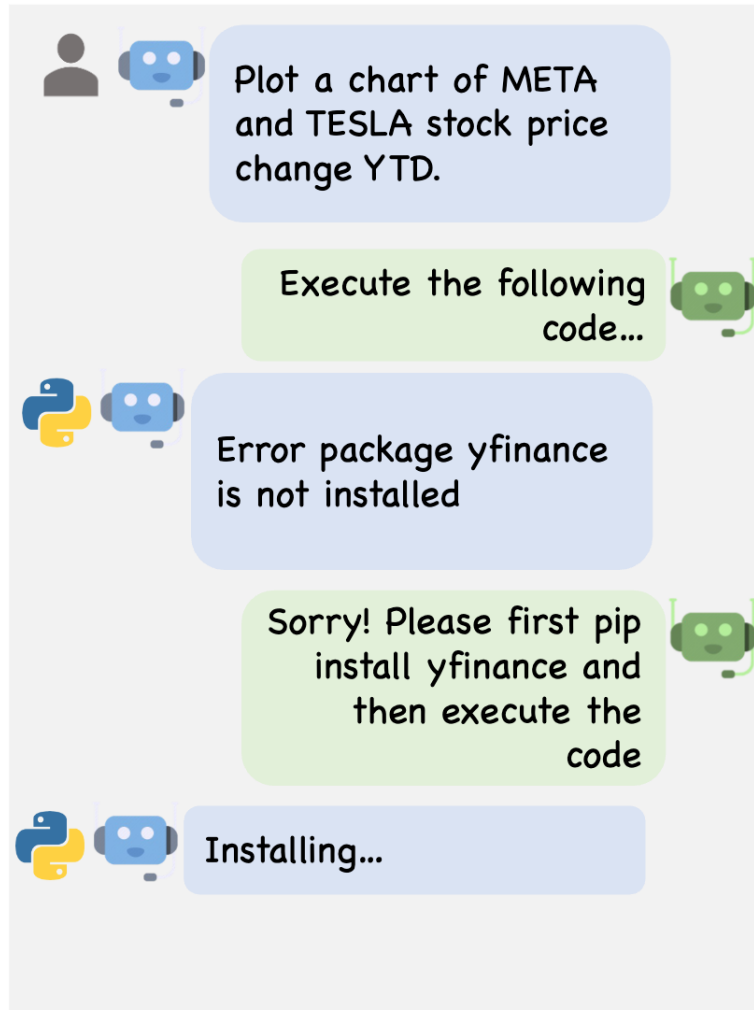 Plot a chart of META
and TESLA stock price
change YTD.
Execute the following
code...
Error package yfinance
is not installed
Sorry! Please first pip
install yfinance and
then execute the
code
Installing...